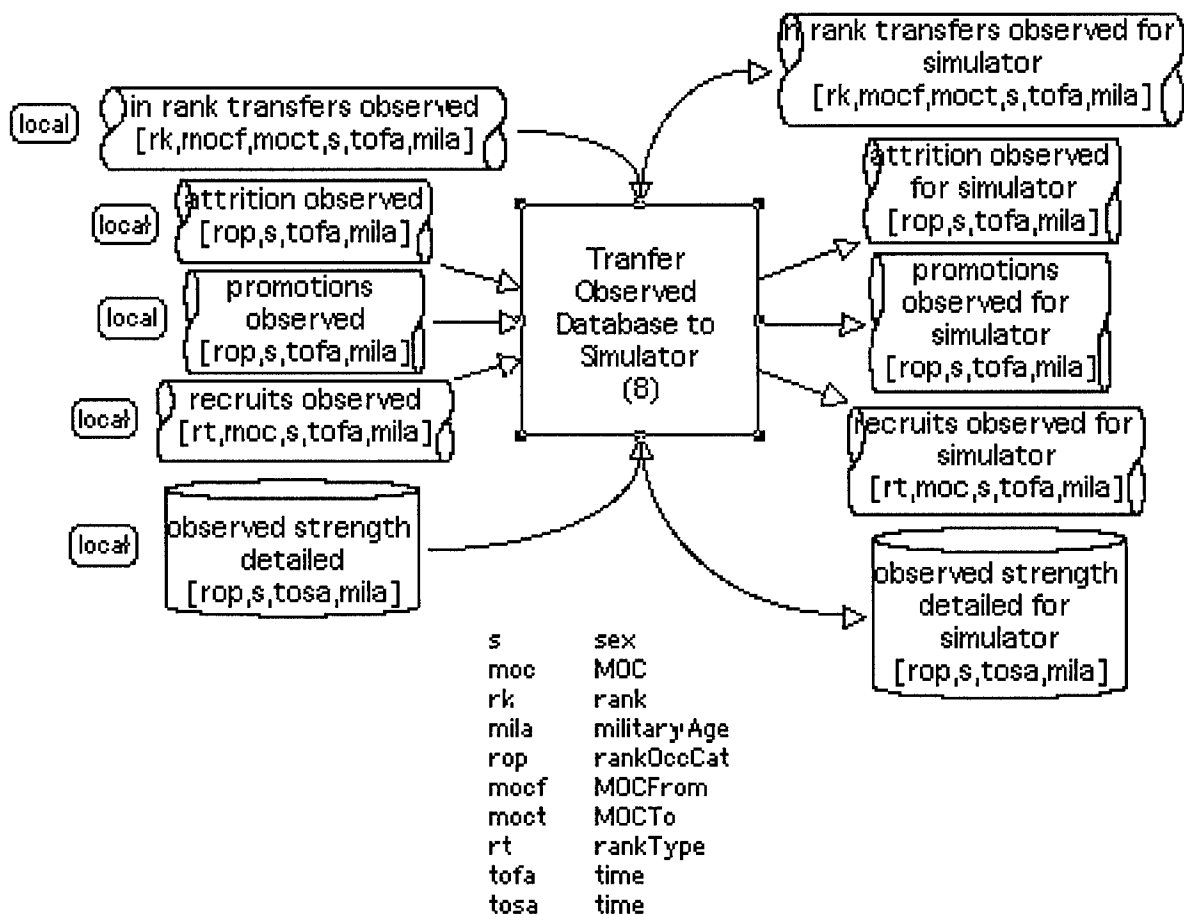 local
in rank transfers observed
[rk,mocf,moct,s,tofa,mila]
local
attrition observed
[rop,s,tofa,mila]
local
promotions
observed
[rop,s,tofa,mila]
local
recruits observed
[rt,moc,s,tofa,mila]
local
observed strength
detailed
[rop,s,tosa,mila]
Tranfer
Observed
Database to
Simulator
(8)
in rank transfers observed for
simulator
[rk,mocf,moct,s,tofa,mila]
attrition observed
for simulator
[rop,s,tofa,mila]
promotions
observed for
simulator
[rop,s,tofa,mila]
recruits observed for
simulator
[rt,moc,s,tofa,mila]
observed strength
detailed for
simulator
[rop,s,tosa,mila]
s sex
moc MOC
rk rank
mila militaryAge
rop rankOccCat
mocf MOCFrom
moct MOCTo
rt rankType
tofa time
tosa time